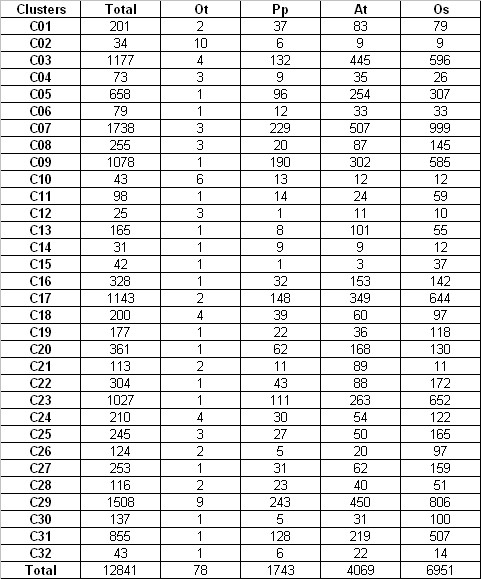 Clusters Total Ot Pp At Os
C01 201 2 37 83 79
C02 34 10 6 9 9
C03 1177 4 132 445 596
C04 73 3 9 35 26
C05 658 1 96 254 307
C06 79 1 12 33 33
C07 1738 3 229 507 999
C08 255 3 20 87 145
C09 1078 1 190 302 585
C10 43 6 13 12 12
C11 98 1 14 24 59
C12 25 3 1 11 10
C13 165 1 8 101 55
C14 31 1 9 9 12
C15 42 1 1 3 37
C16 328 1 32 153 142
C17 1143 2 148 349 644
C18 200 4 39 60 97
C19 177 1 22 36 118
C20 361 1 62 168 130
C21 113 2 11 89 11
C22 304 1 43 88 172
C23 1027 1 111 263 652
C24 210 4 30 54 122
C25 245 3 27 50 165
C26 124 2 5 20 97
C27 253 1 31 62 159
C28 116 2 23 40 51
C29 1508 9 243 450 806
C30 137 1 5 31 100
C31 855 1 128 219 507
C32 43 1 6 22 14
Total 12841 78 1743 4069 6951